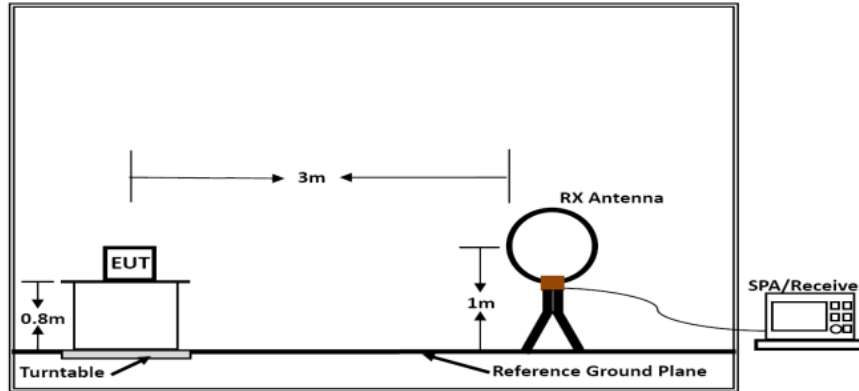 3m
RX Antenna
EUT
SPA/Receive
1m
0.8m
Turntable
Reference Ground Plane